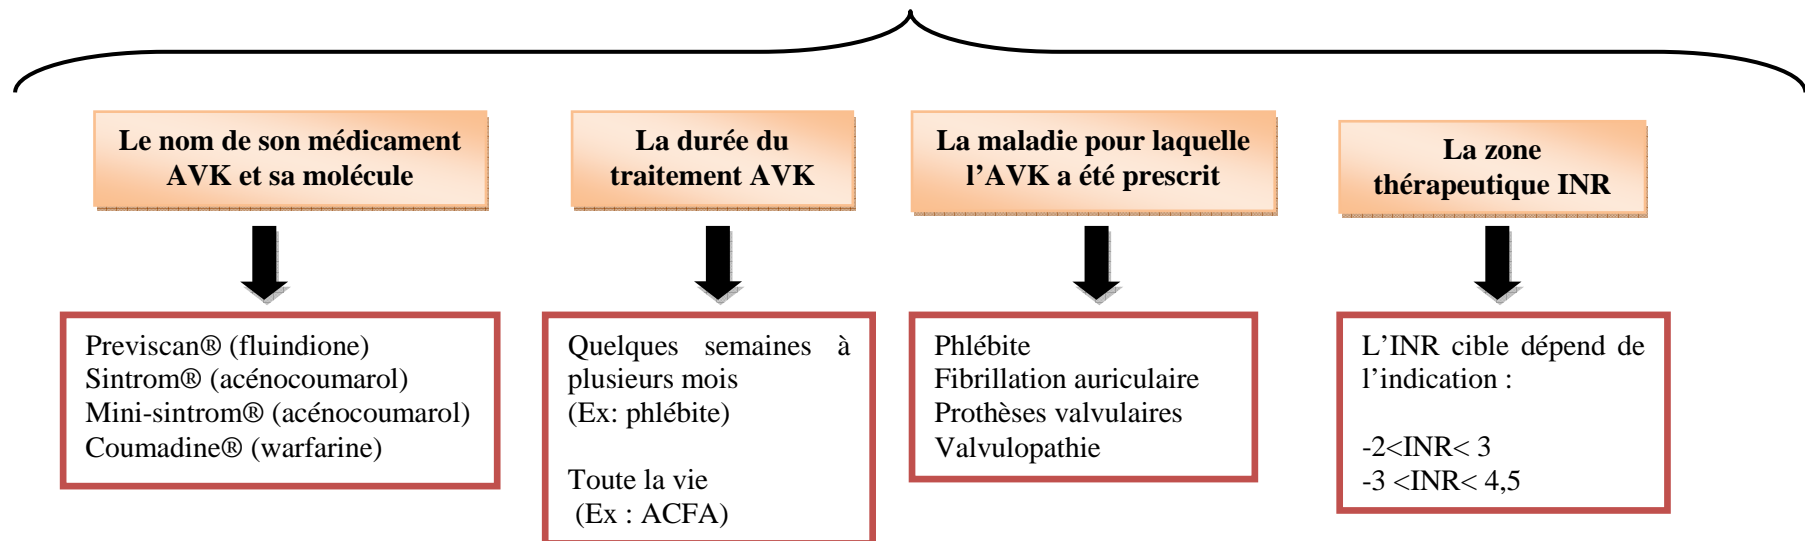 Le nom de son médicament
AVK et sa molécule
La durée du
traitement AVK
La maladie pour laquelle
l’AVK a été prescrit
La zone
thérapeutique INR
Previscan® (fluindione)
Sintrom® (acénocoumarol)
Mini-sintrom® (acénocoumarol)
Coumadine® (warfarine)
Quelques semaines à
plusieurs mois
(Ex: phlébite)
Toute la vie
(Ex : ACFA)
Phlébite
Fibrillation auriculaire
Prothèses valvulaires
Valvulopathie
L’INR cible dépend de
l’indication :
-2<INR< 3
-3 <INR< 4,5